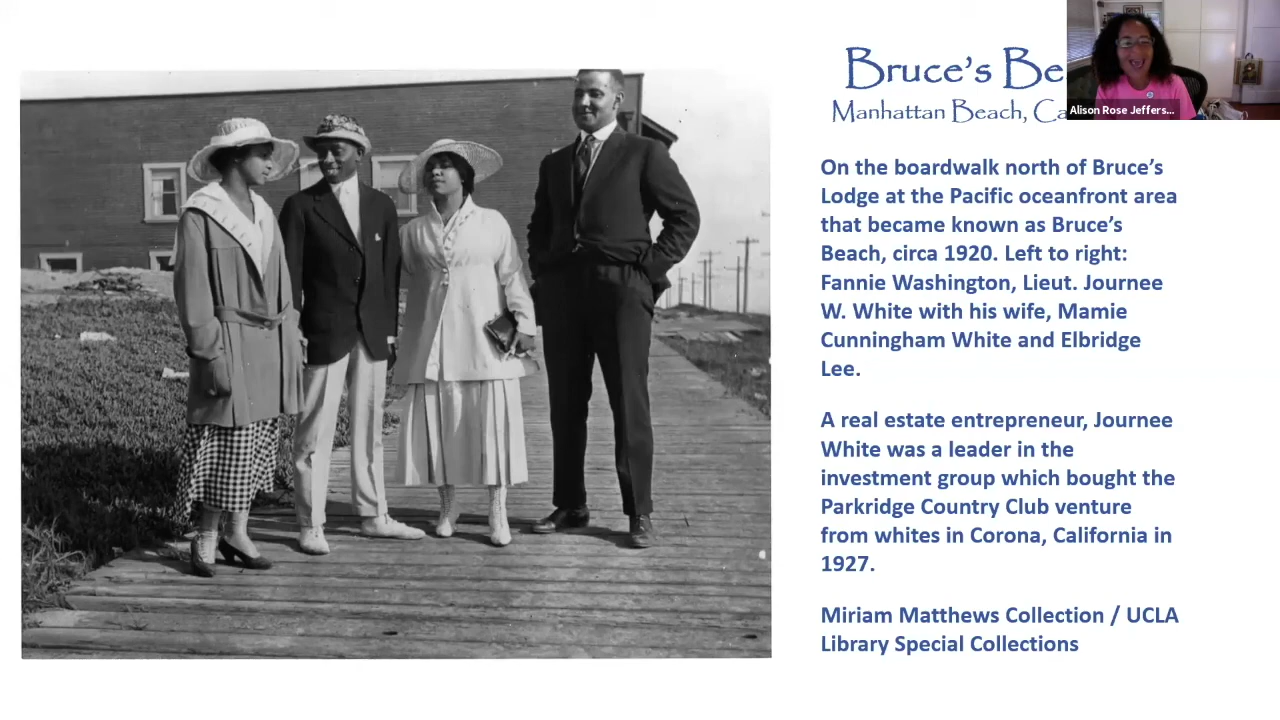 Bruce's Be
Manhattan Beach, Ca
Alison Rose Jeffers...
On the boardwalk north of Bruce's
Lodge at the Pacific oceanfront area
that became known as Bruce's
Beach, circa 1920. Left to right:
Fannie Washington, Lieut. Journee
W. White with his wife, Mamie
Cunningham White and Elbridge
Lee.
A real estate entrepreneur, Journee
White was a leader in the
investment group which bought the
Parkridge Country Club venture
from whites in Corona, California in
1927.
Miriam Matthews Collection / UCLA
Library Special Collections